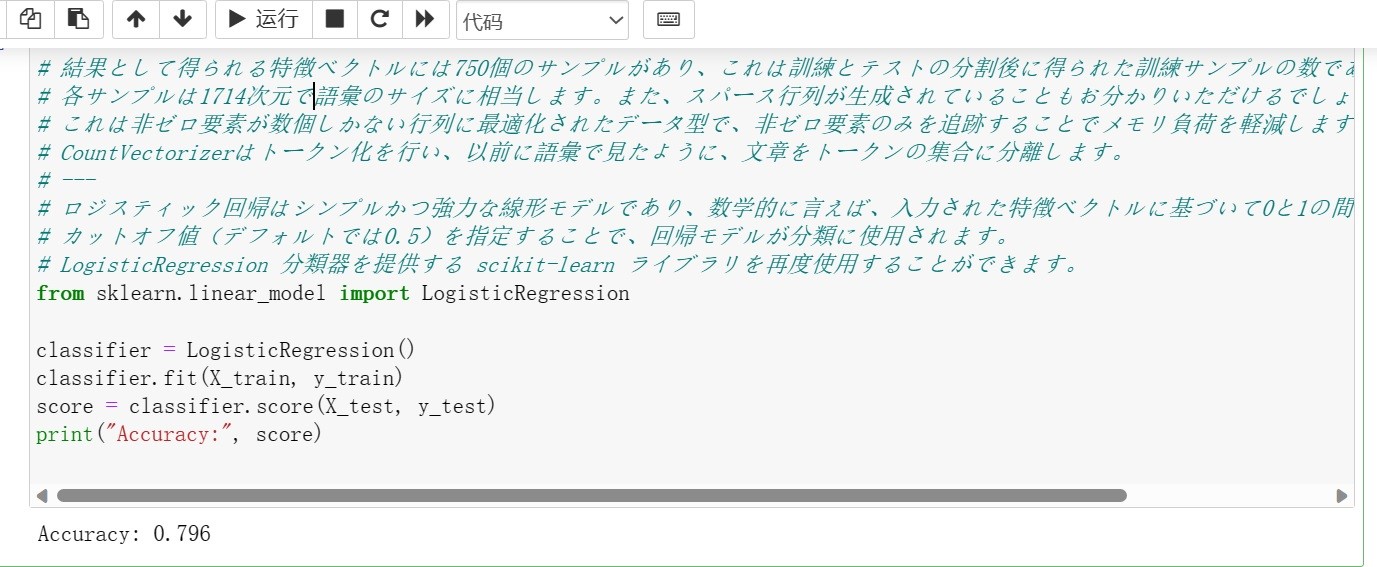 运行
代码
# 結果として得られる特徴ベクトルには750個のサンプルがあり、これは訓練とテストの分割後に得られた訓練サンプルの数で
# 各サンプルは1714次元で語彙のサイズに相当します。また、スパース行列が生成されていることもお分かりいただけるでしょ
# これは非ゼロ要素が数個しかない行列に最適化されたデータ型で、非ゼロ要素のみを追跡することでメモリ負荷を軽減します
# CountVectorizerはトークン化を行い、以前に語彙で見たように、文章をトークンの集合に分離します。
# ---
# ロジスティック回帰はシンプルかつ強力な線形モデルであり、数学的に言えば、入力された特徴ベクトルに基づいて0と1の間
# カットオフ値（デフォルトでは0.5）を指定することで、回帰モデルが分類に使用されます。
# LogisticRegression 分類器を提供する scikit-learn ライブラリを再度使用することができます。
from sklearn.linear_model import LogisticRegression
classifier = LogisticRegression()
classifier.fit(X_train, y_train)
score = classifier.score(X_test, y_test)
print("Accuracy:", score)
Accuracy: 0.796